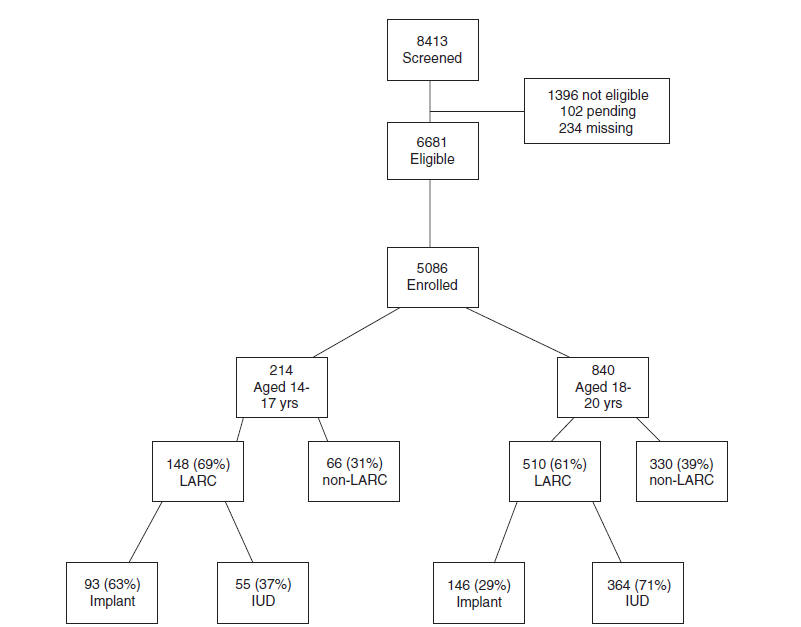 8413
Screened
1396 not eligible
102 pending
234 missing
6681
Eligible
5086
Enrolled
214
Aged 14-
17 yrs
840
Aged 18-
20 yrs
148 (69%)
LARC
66 (31%)
non-LARC
510 (61%)
LARC
330 (39%)
non-LARC
93 (63%)
Implant
55 (37%)
IUD
146 (29%)
Implant
364 (71%)
IUD